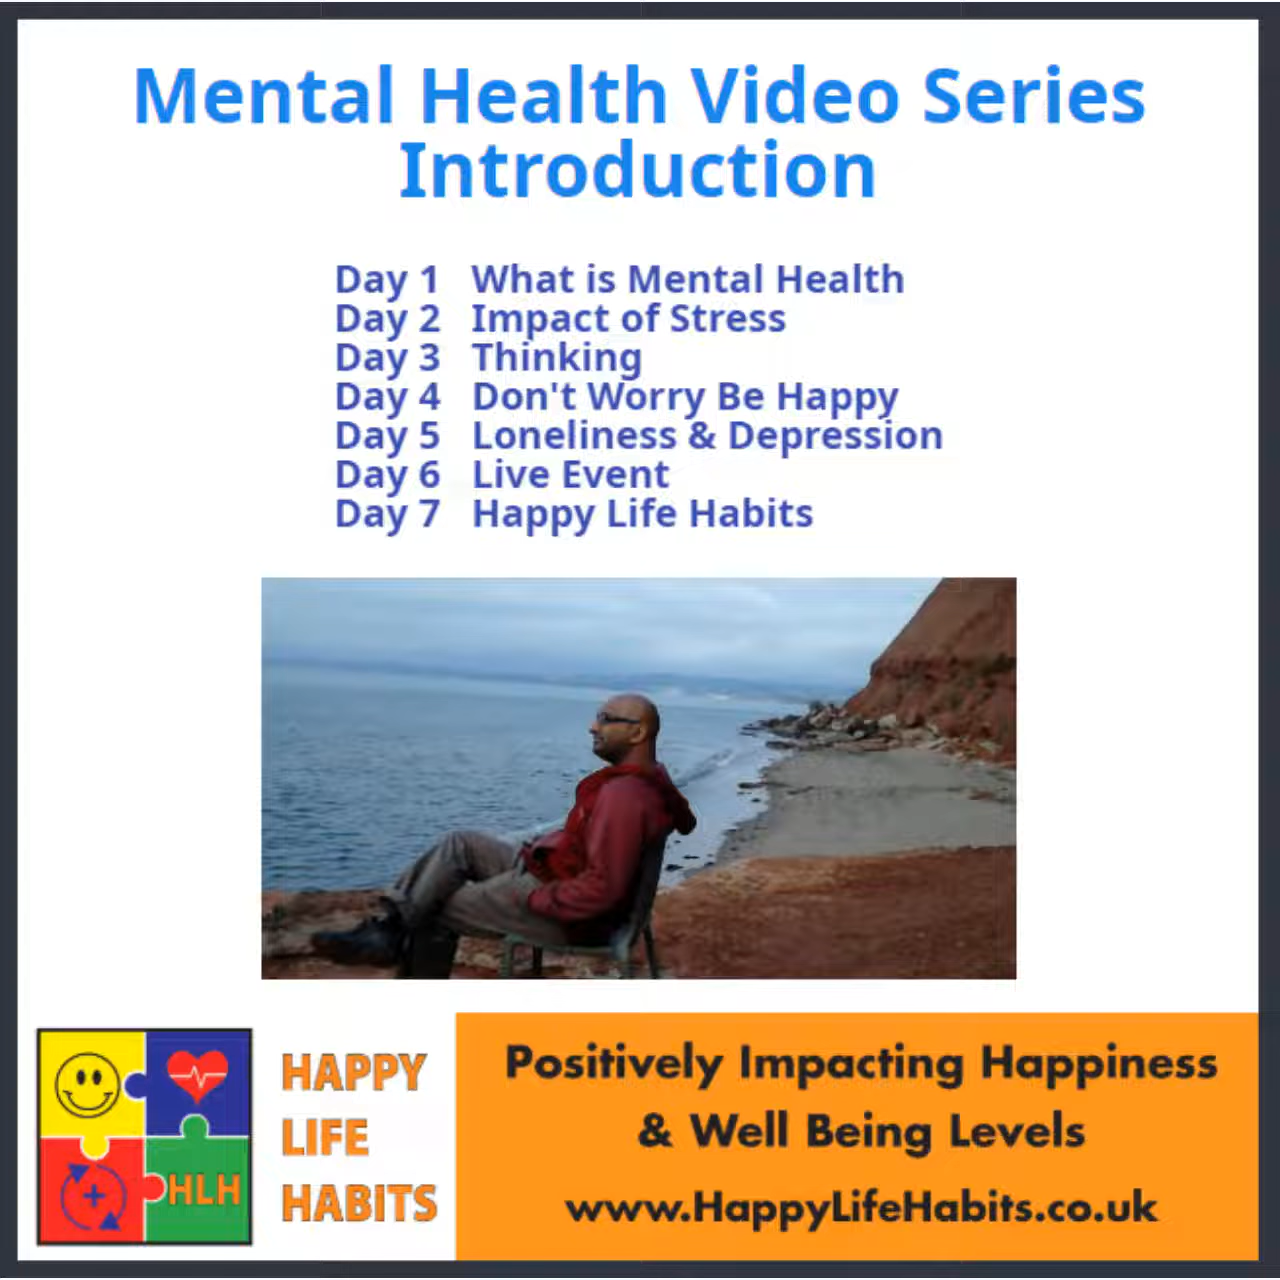 Mental Health Video Series
Introduction
Day 1 What is Mental Health
Day 2 Impact of Stress
Day 3 Thinking
Day 4 Don't Worry Be Happy
Day 5 Loneliness & Depression
Day 6 Live Event
Day 7 Happy Life Habits
HLH
HAPPY
LIFE
HABITS
Positively Impacting Happiness
& Well Being Levels
www.HappyLifeHabits.co.uk